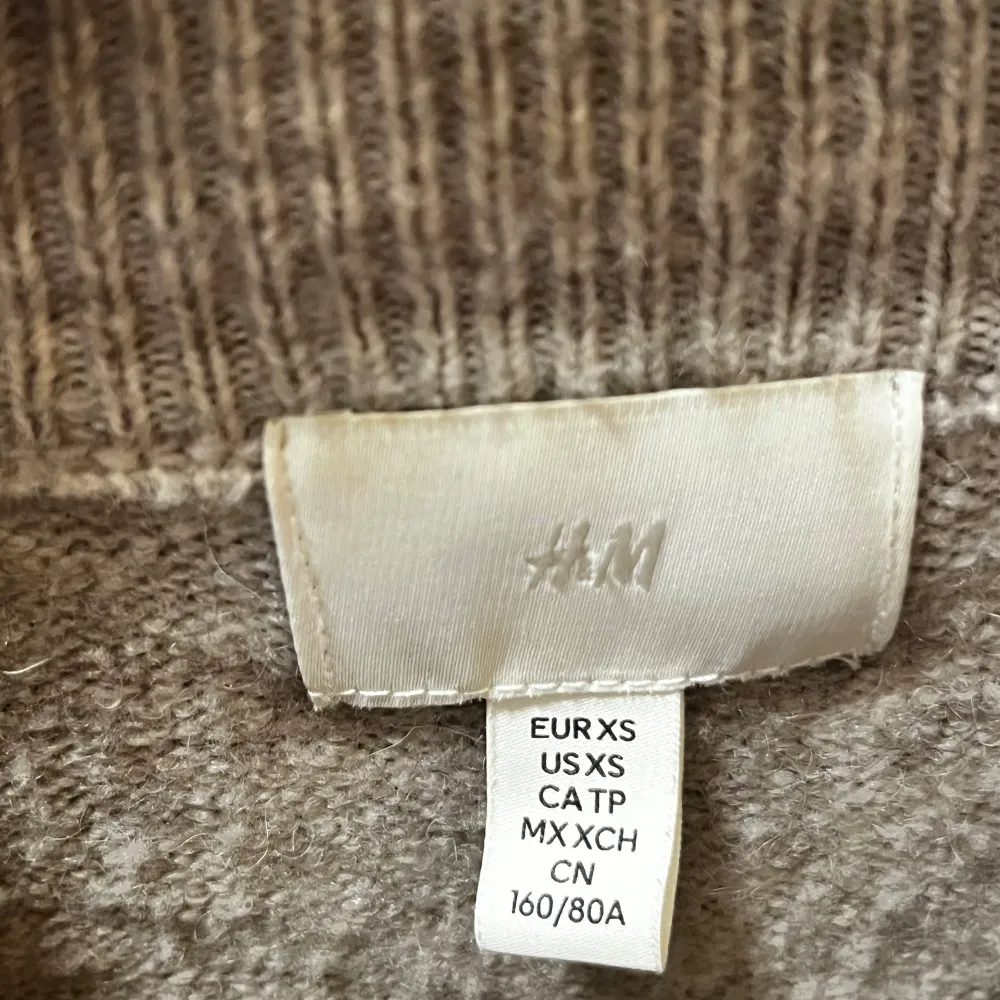 H&M
EUR XS
US XS
CA TP
MX XCH
CN
160/80A